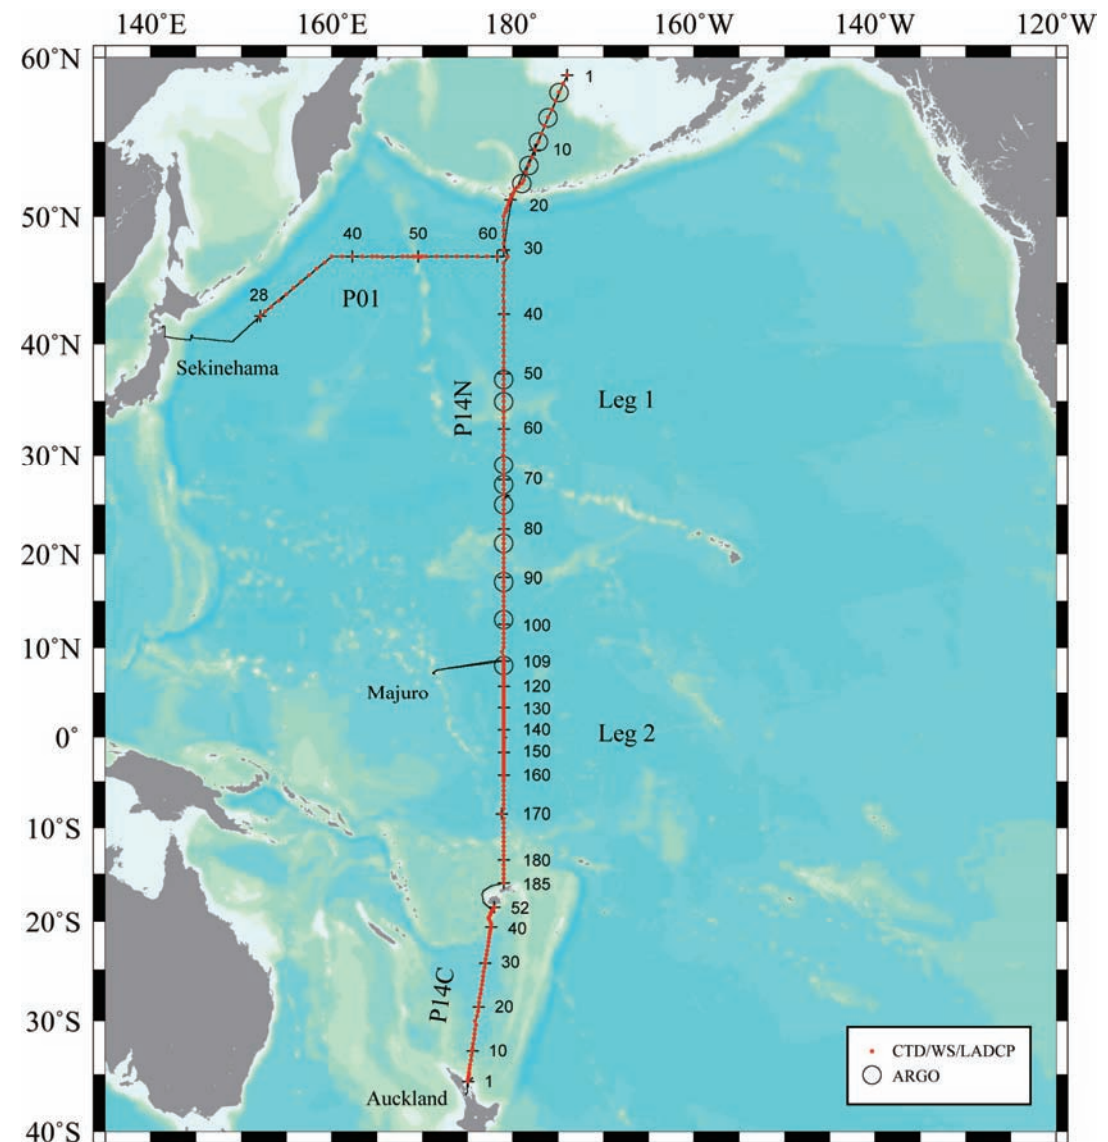 140°E 160°E 180° 160°W 140°W 120°W
60°N
1
10
50°N
20
40 50 60 30
28
P01
40
40°N
Sekinehama
50
P14N
Leg 1
60
30°N
70
80
20°N
90
100
10°N
109
Majuro
120
130
0°
140
Leg 2
150
160
170
10°S
180
185
52
20°S
40
30
P14C
20
30°S
10
CTD/WS/LADCP
1
ARGO
Auckland
40°S